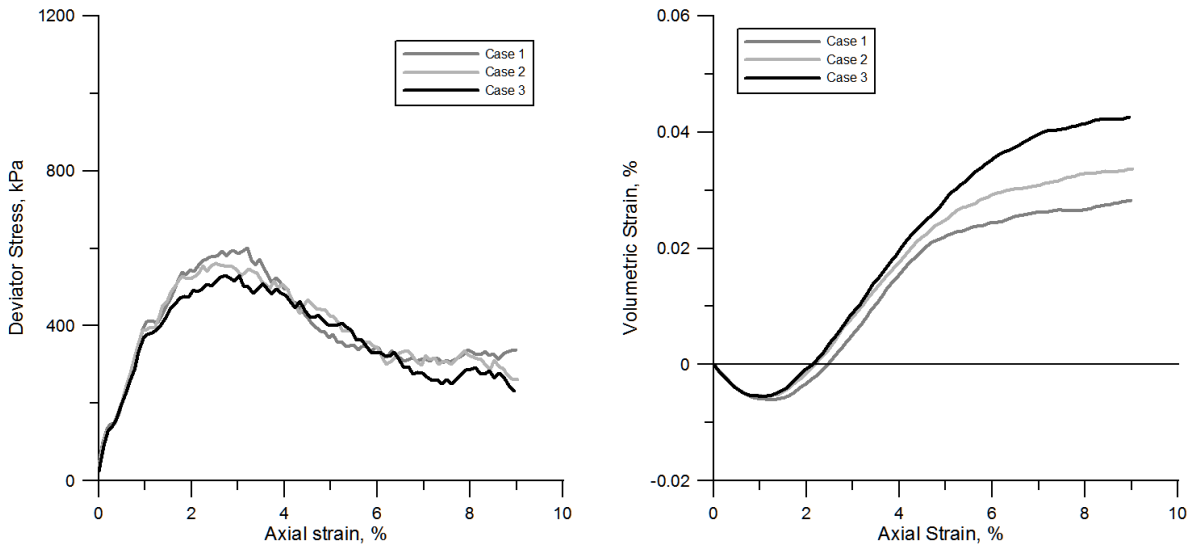 1200
800
400
0
Deviator Stress, kPa
Case 1
Case 2
Case 3
0 2 4 6 8 10
Axial strain, %
0.06
0.04
0.02
0
-0.02
Volumetric Strain, %
Case 1
Case 2
Case 3
0 2 4 6 8 10
Axial Strain, %